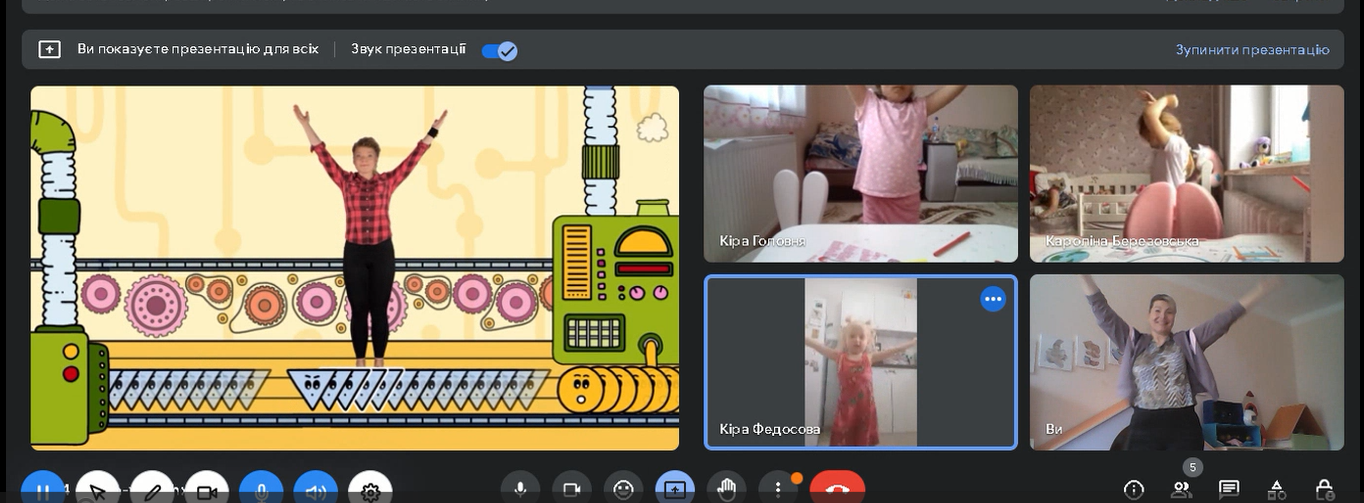 Ви показуєте презентацію для всіх
Звук презентації
Зупинити презентацію
Кіра Головня
Кароліна Березовська
Кіра Федосова
Ви
5